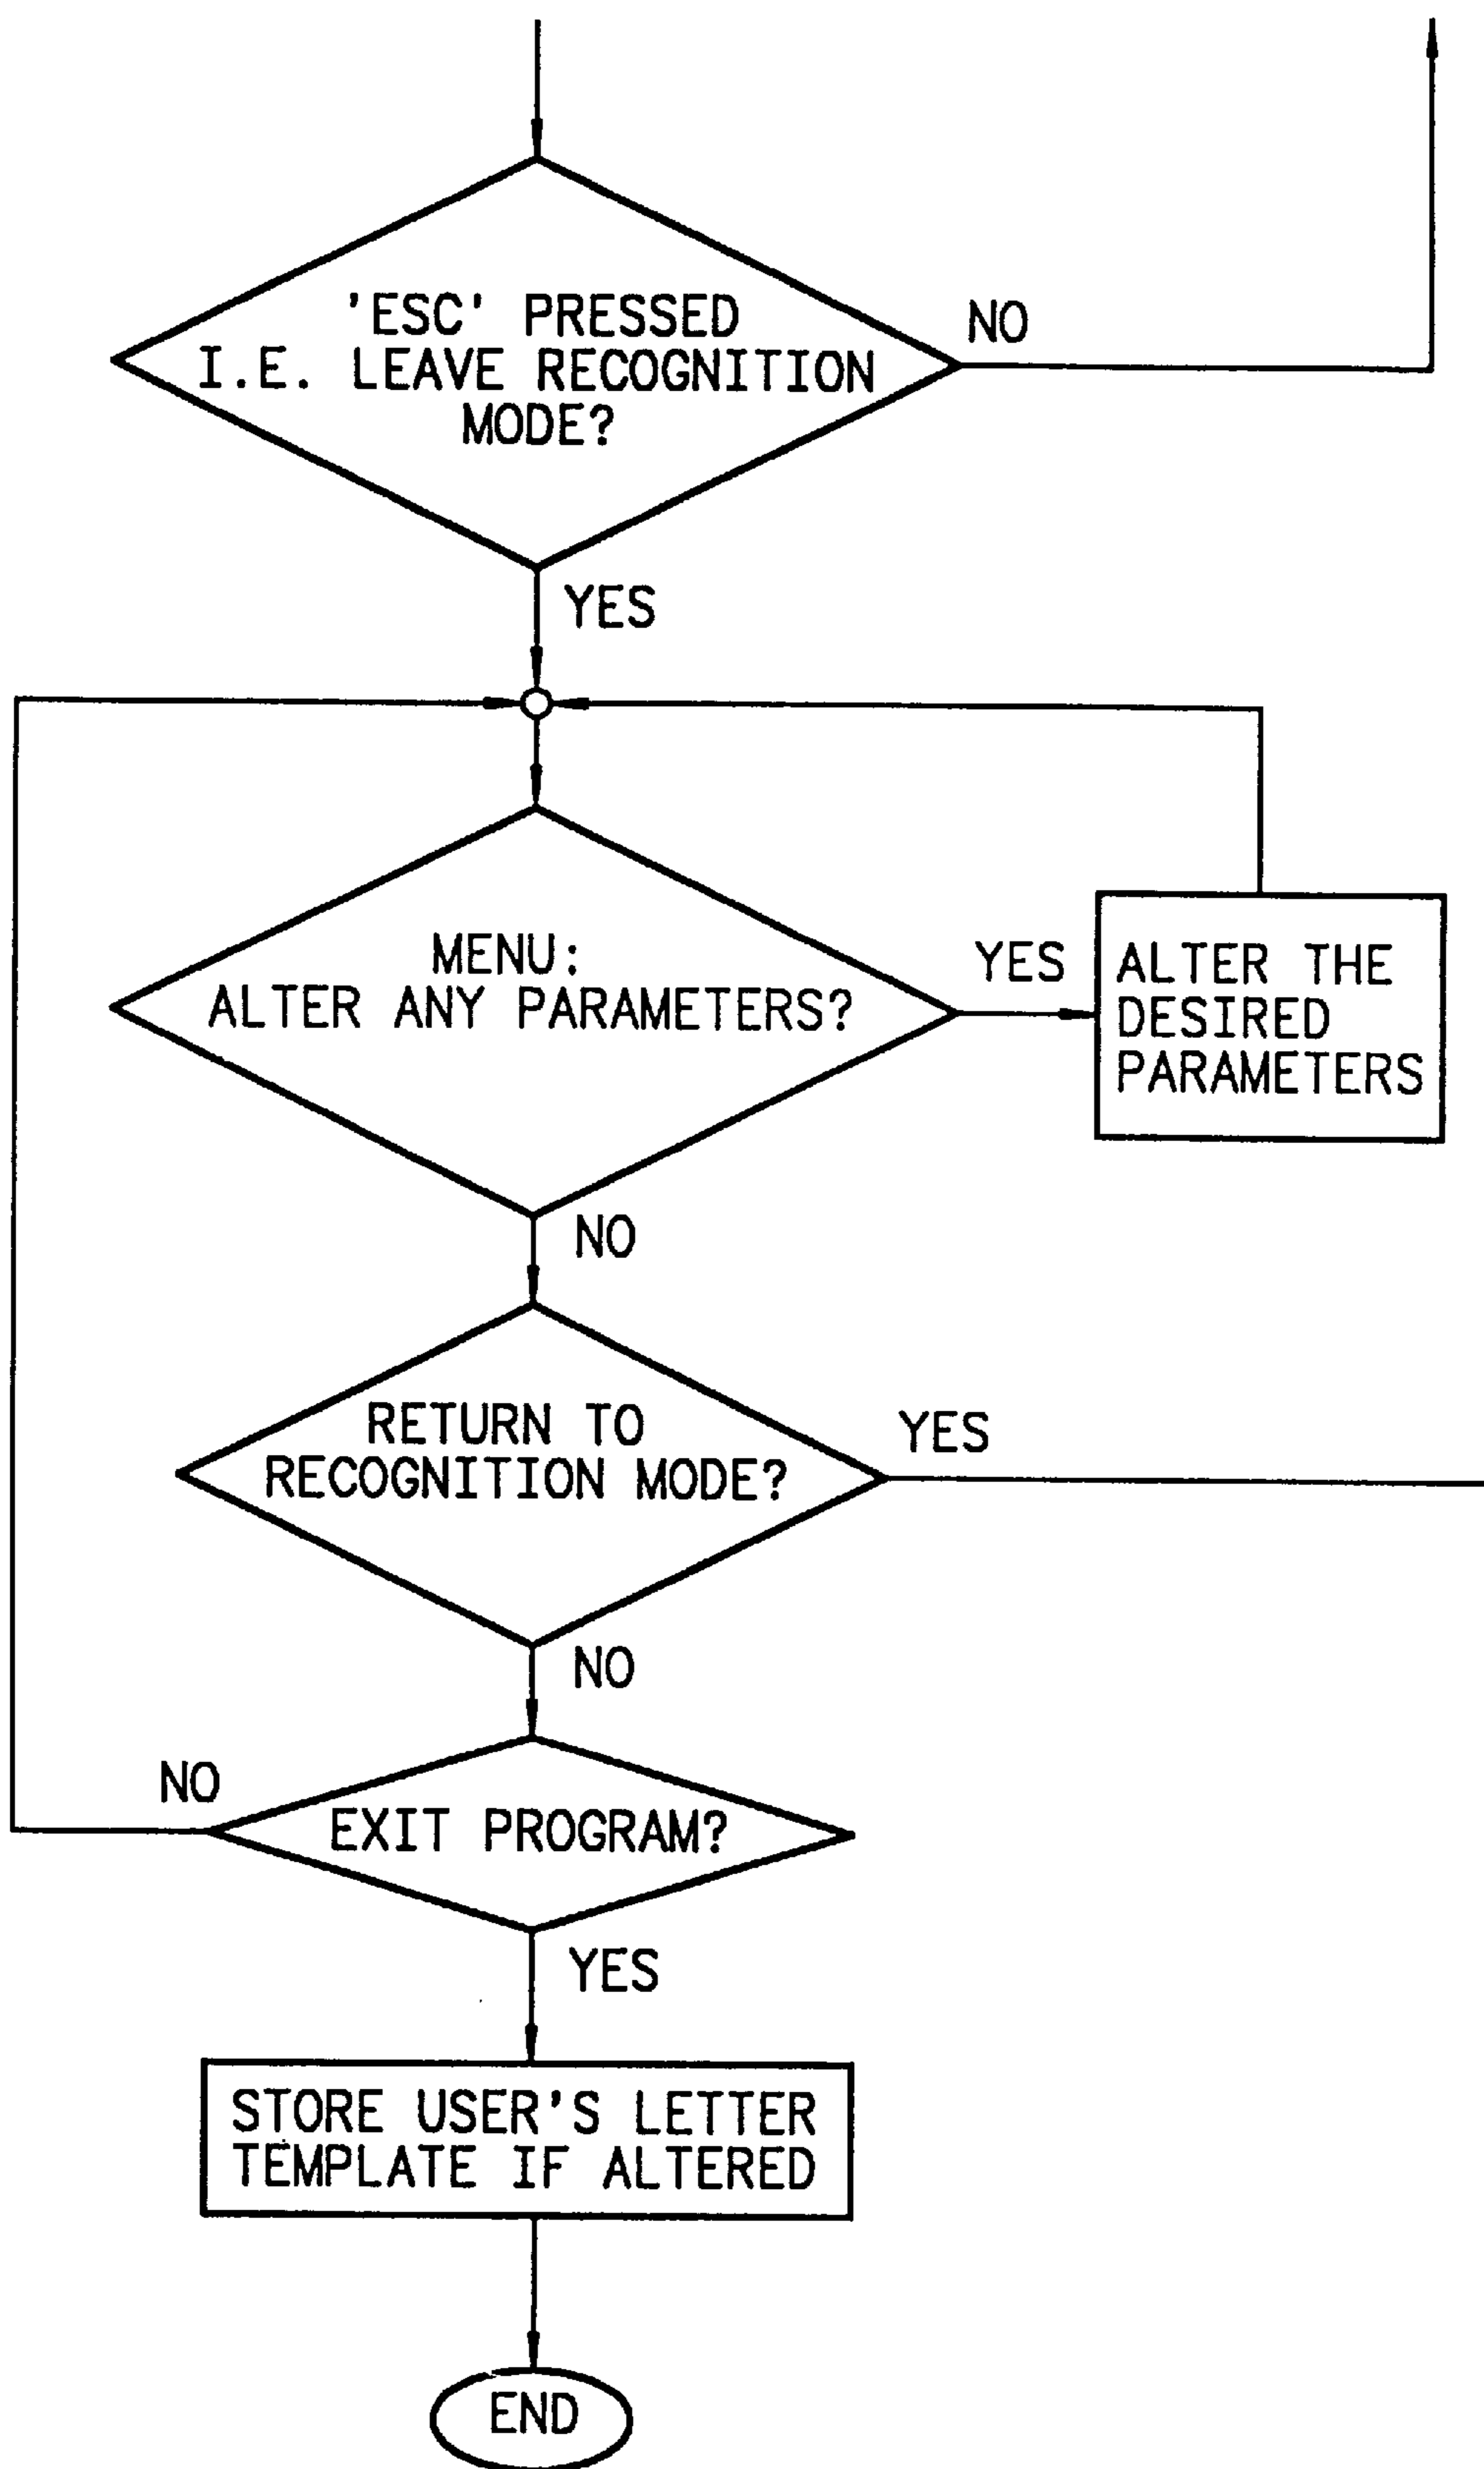 'ESC' PRESSED
I.E. LEAVE RECOGNITION
MODE?
NO
YES
MENU:
ALTER ANY PARAMETERS?
YES
ALTER THE
DESIRED
PARAMETERS
NO
RETURN TO
RECOGNITION MODE?
YES
NO
NO
EXIT PROGRAM?
YES
STORE USER'S LETTER
TEMPLATE IF ALTERED
END